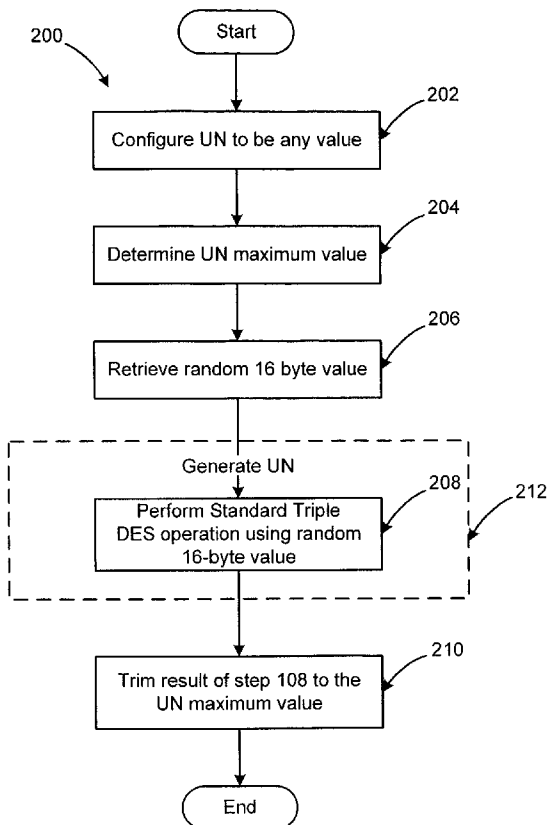 Start
200
202
Configure UN to be any value
204
Determine UN maximum value
206
Retrieve random 16 byte value
Generate UN
208
212
Perform Standard Triple
DES operation using random
16-byte value
210
Trim result of step 108 to the
UN maximum value
End